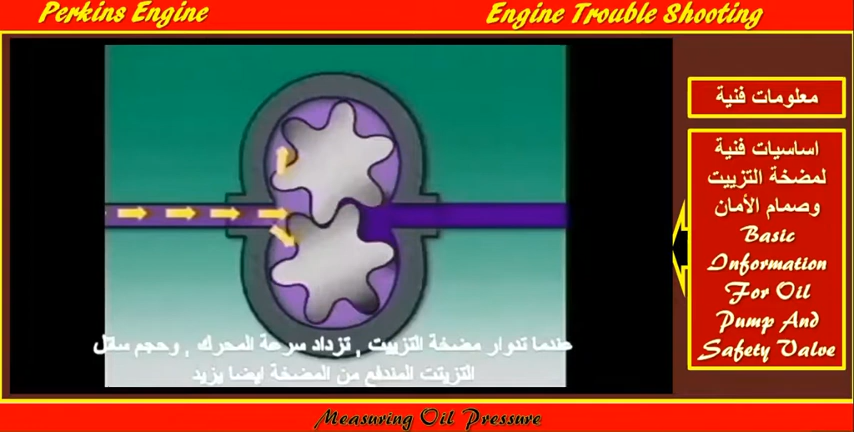 Perkins Engine
Engine Trouble Shooting
معلومات فنية
اساسيات فنية
لمضخة التزييت
وصمام الأمان
Basic
Information
For Oil
Pump And
Safety Valve
عندما تدوار مضخة التزييت , تزداد سرعة المحرك , وحجم سائل
التزيتت المندفع من المضخة ايضا يزيد
Measuring Oil Pressure